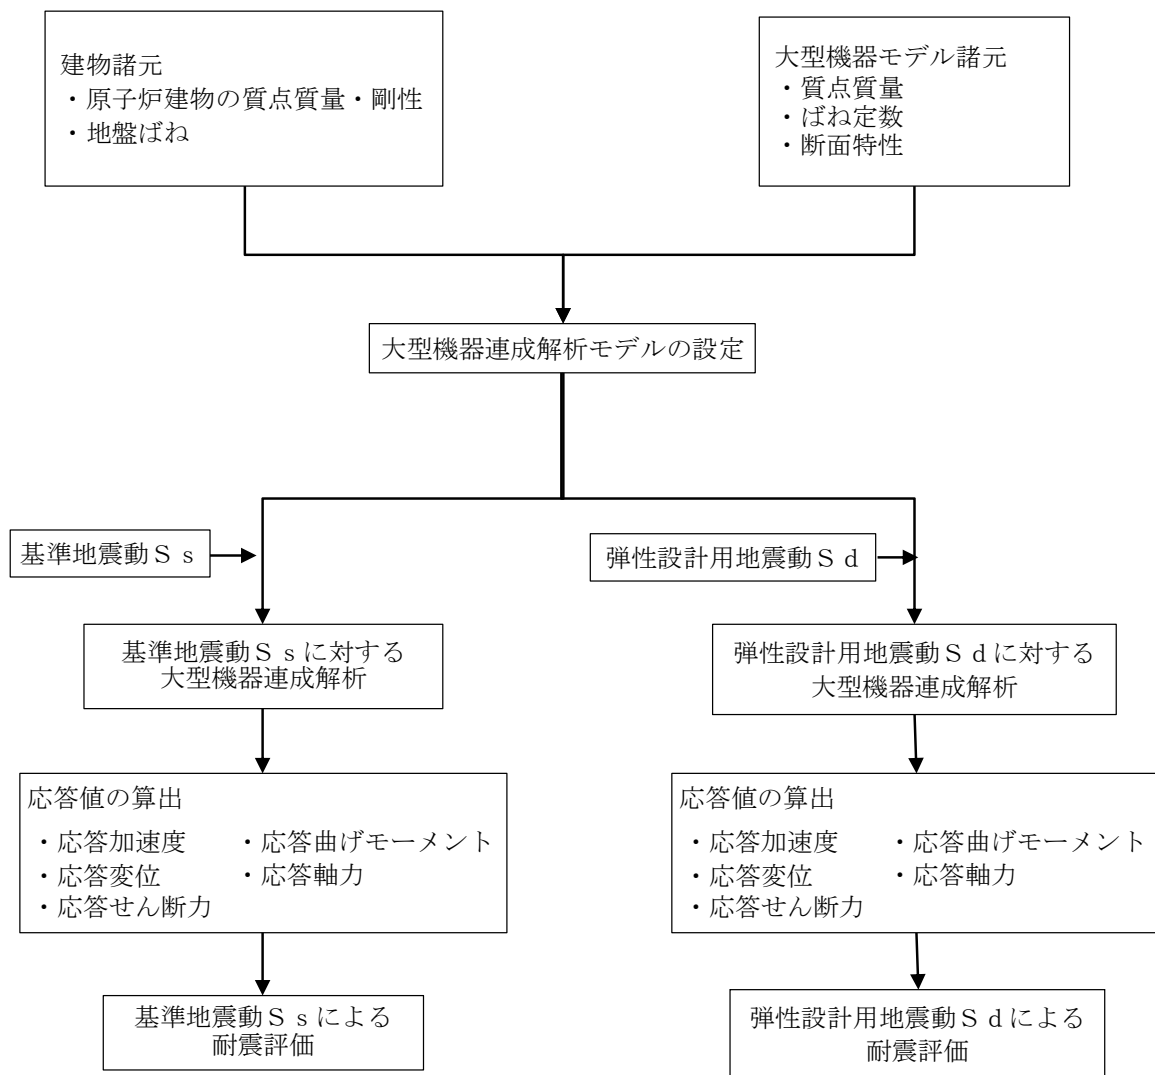 建物諸元
・原子炉建物の質点質量・剛性
・地盤ばね
大型機器モデル諸元
・質点質量
・ばね定数
・断面特性
大型機器連成解析モデルの設定
基準地震動Ｓｓ
弾性設計用地震動Ｓｄ
基準地震動Ｓｓに対する
大型機器連成解析
弾性設計用地震動Ｓｄに対する
大型機器連成解析
応答値の算出
・応答加速度 ・応答曲げモーメント
・応答変位 ・応答軸力
・応答せん断力
応答値の算出
・応答加速度 ・応答曲げモーメント
・応答変位 ・応答軸力
・応答せん断力
基準地震動Ｓｓによる
耐震評価
弾性設計用地震動Ｓｄによる
耐震評価